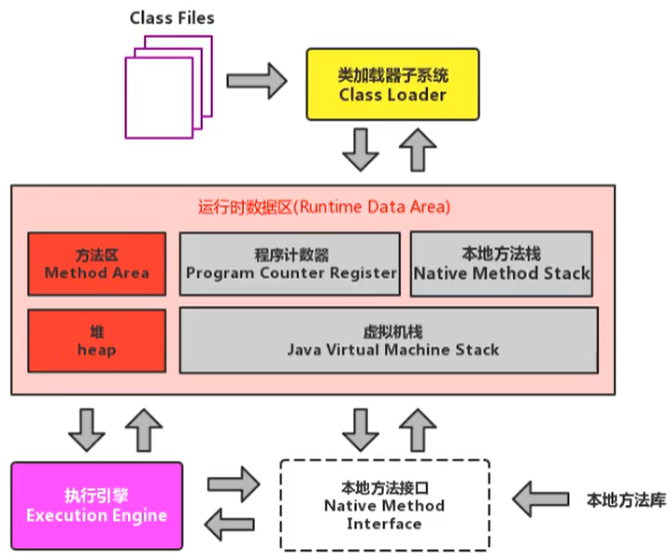 Class Files
类加载器子系统
Class Loader
运行时数据区(Runtime Data Area)
方法区
Method Area
程序计数器
Program Counter Register
本地方法栈
Native Method Stack
堆
heap
虚拟机栈
Java Virtual Machine Stack
执行引擎
Execution Engine
本地方法接口
Native Method
Interface
本地方法库